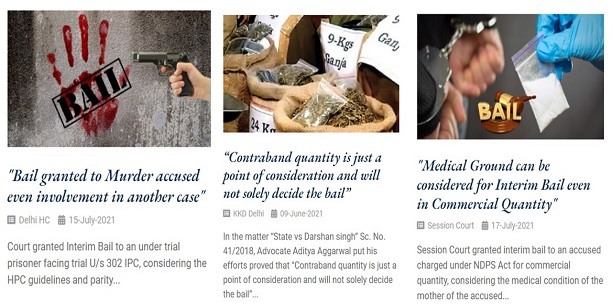 BAIL
"Bail granted to Murder accused
even involvement in another case"
Delhi HC 15-July-2021
Court granted Interim Bail to an under trial
prisoner facing trial U/s 302 IPC, considering the
HPC guidelines and parity...
9-Kgs
Ganja
Ganja
24 K
“Contraband quantity is just a
point of consideration and will
not solely decide the bail”
KKD Delhi 09-June-2021
In the matter “State vs Darshan singh” Sc. No.
41/2018, Advocate Aditya Aggarwal put his
efforts proved that “Contraband quantity is just a
point of consideration and will not solely decide
the bail”...
BAIL
"Medical Ground can be
considered for Interim Bail even
in Commercial Quantity"
Session Court 17-July-2021
Session Court granted interim bail to an accused
charged under NDPS Act for commercial
quantity, considering the medical condition of
the mother of the accused...